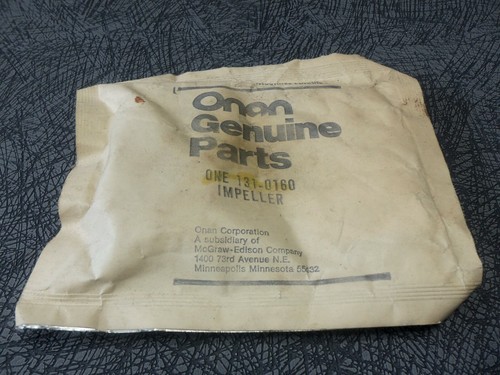 Onan
Genuine
Parts
ONE 131-0160
IMPELLER
Onan Corporation
A subsidiary of
McGraw-Edison Company
1400 73rd Avenue N.E.
Minneapolis Minnesota 55432